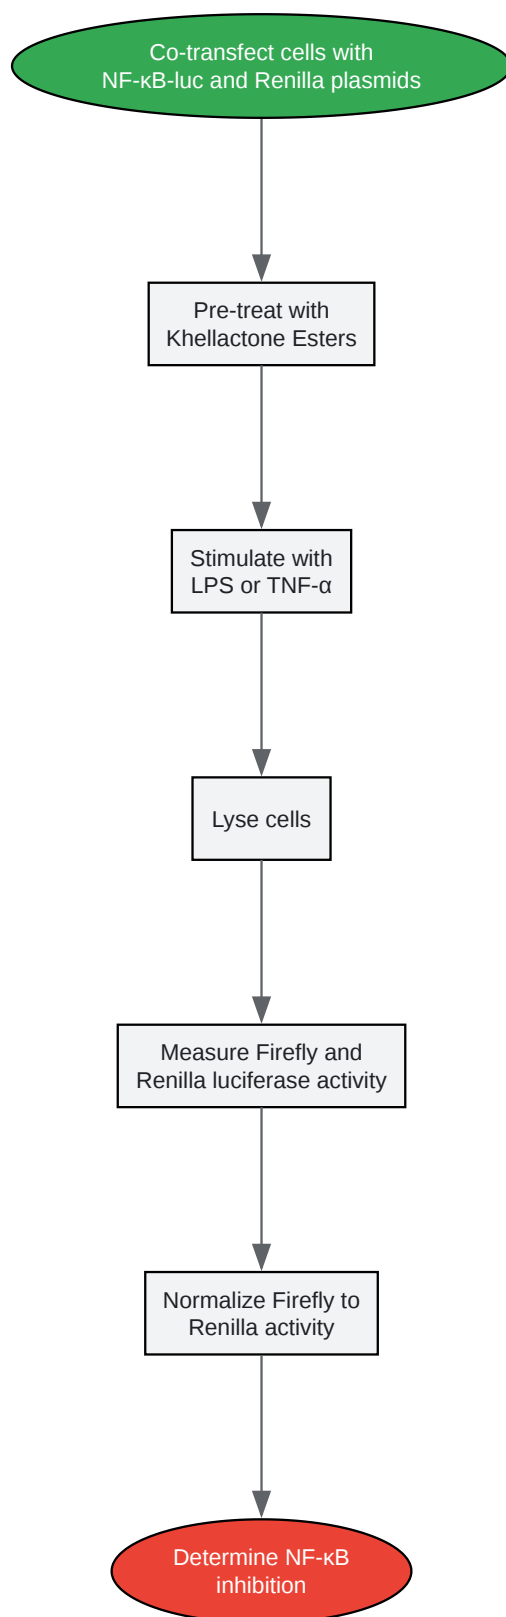 Co-transfect cells with
NF-κB-luc and Renilla plasmids
Pre-treat with
Khellactone Esters
Stimulate with
LPS or TNF-α
Lyse cells
Measure Firefly and
Renilla luciferase activity
Normalize Firefly to
Renilla activity
Determine NF-κB
inhibition